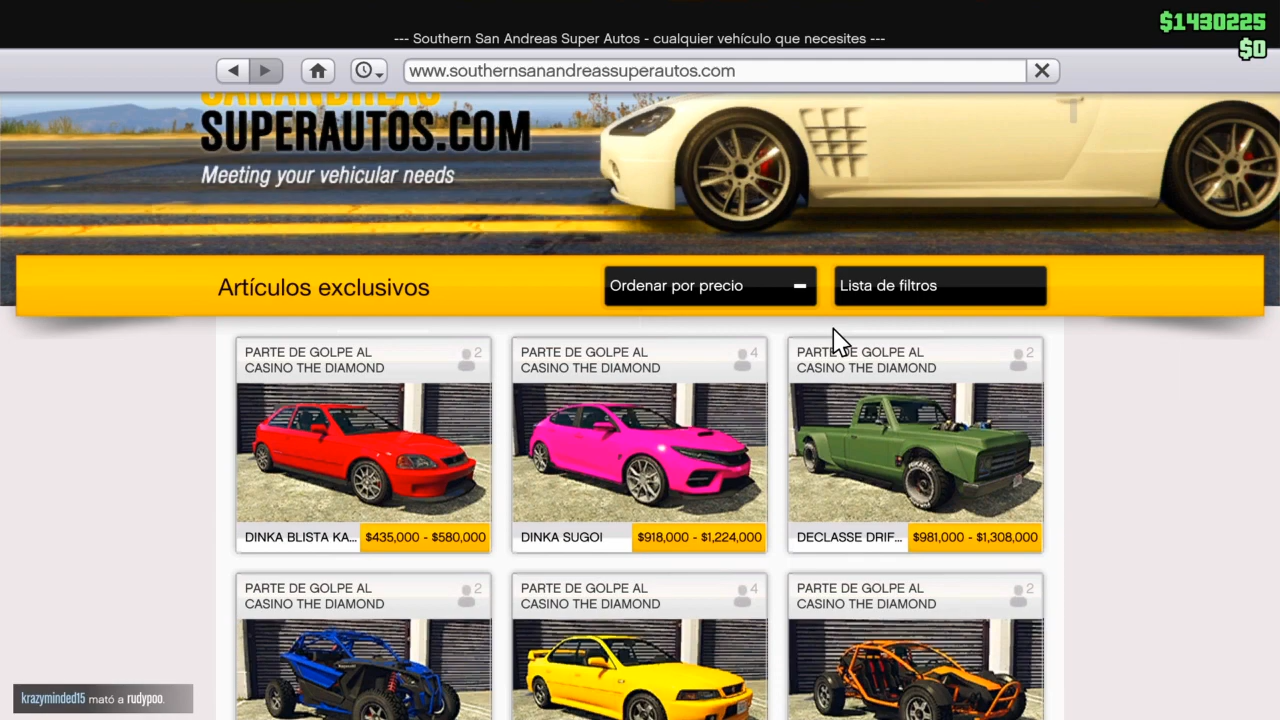 $1430225
--- Southern San Andreas Super Autos - cualquier vehículo que necesites ---
$0
www.southernsanandreassuperautos.com
SANANDREAS
SUPERAUTOS.COM
Meeting your vehicular needs
Artículos exclusivos
Ordenar por precio
Lista de filtros
PARTE DE GOLPE AL
CASINO THE DIAMOND
2
PARTE DE GOLPE AL
CASINO THE DIAMOND
4
PARTE DE GOLPE AL
CASINO THE DIAMOND
2
DINKA BLISTA KA... $435,000 - $580,000
DINKA SUGOI $918,000 - $1,224,000
DECLASSE DRIF... $981,000 - $1,308,000
PARTE DE GOLPE AL
CASINO THE DIAMOND
2
PARTE DE GOLPE AL
CASINO THE DIAMOND
4
PARTE DE GOLPE AL
CASINO THE DIAMOND
2
krazyminded15 mató a rudypoo.